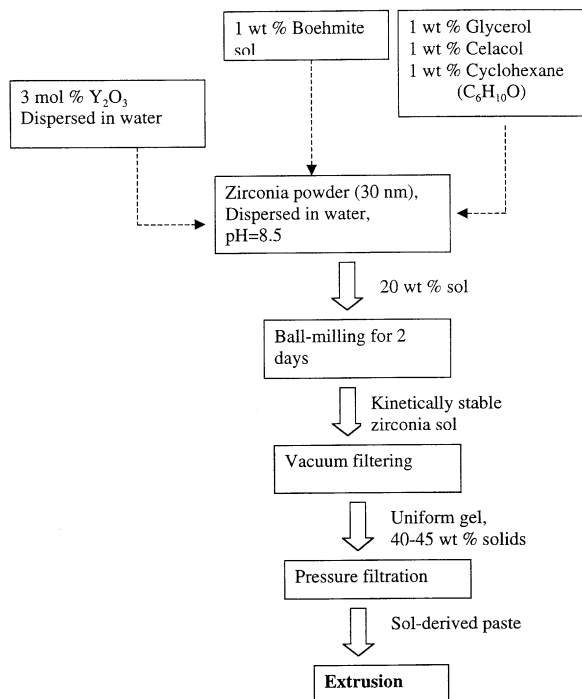 1 wt % Boehmite
sol
1 wt % Glycerol
1 wt % Celacol
1 wt % Cyclohexane
(C₆H₁₀O)
3 mol % Y₂O₃
Dispersed in water
Zirconia powder (30 nm),
Dispersed in water,
pH=8.5
20 wt % sol
Ball-milling for 2
days
Kinetically stable
zirconia sol
Vacuum filtering
Uniform gel,
40-45 wt % solids
Pressure filtration
Sol-derived paste
Extrusion